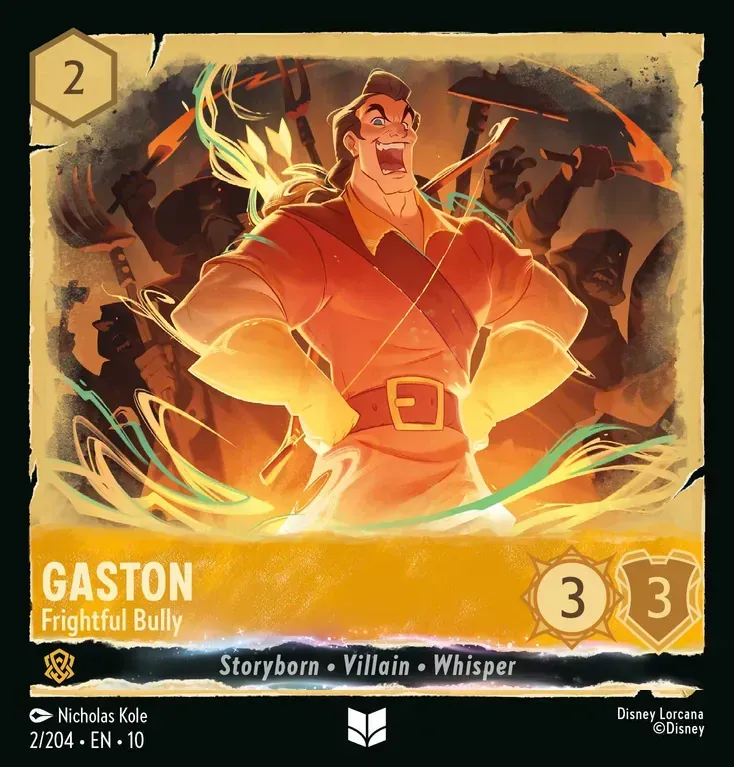 2
GASTON
Frightful Bully
3
3
Storyborn • Villain • Whisper
Nicholas Kole
2/204 • EN • 10
Disney Lorcana
©Disney